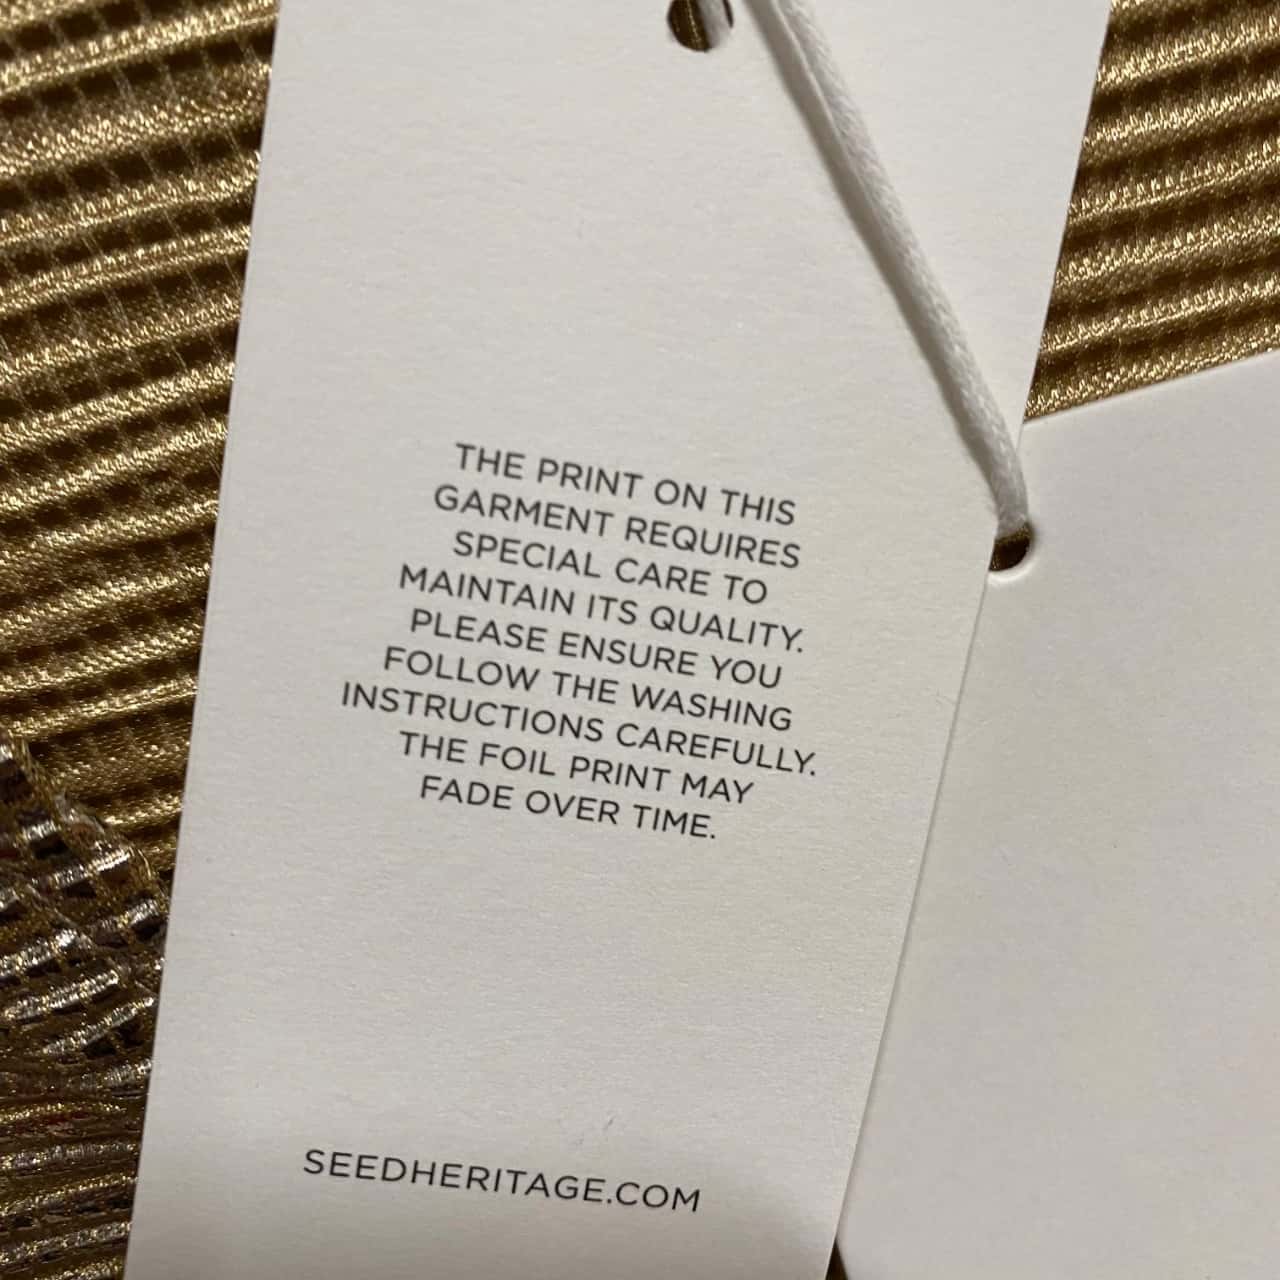 THE PRINT ON THIS
GARMENT REQUIRES
SPECIAL CARE TO
MAINTAIN ITS QUALITY.
PLEASE ENSURE YOU
FOLLOW THE WASHING
INSTRUCTIONS CAREFULLY.
THE FOIL PRINT MAY
FADE OVER TIME.
SEEDHERITAGE.COM